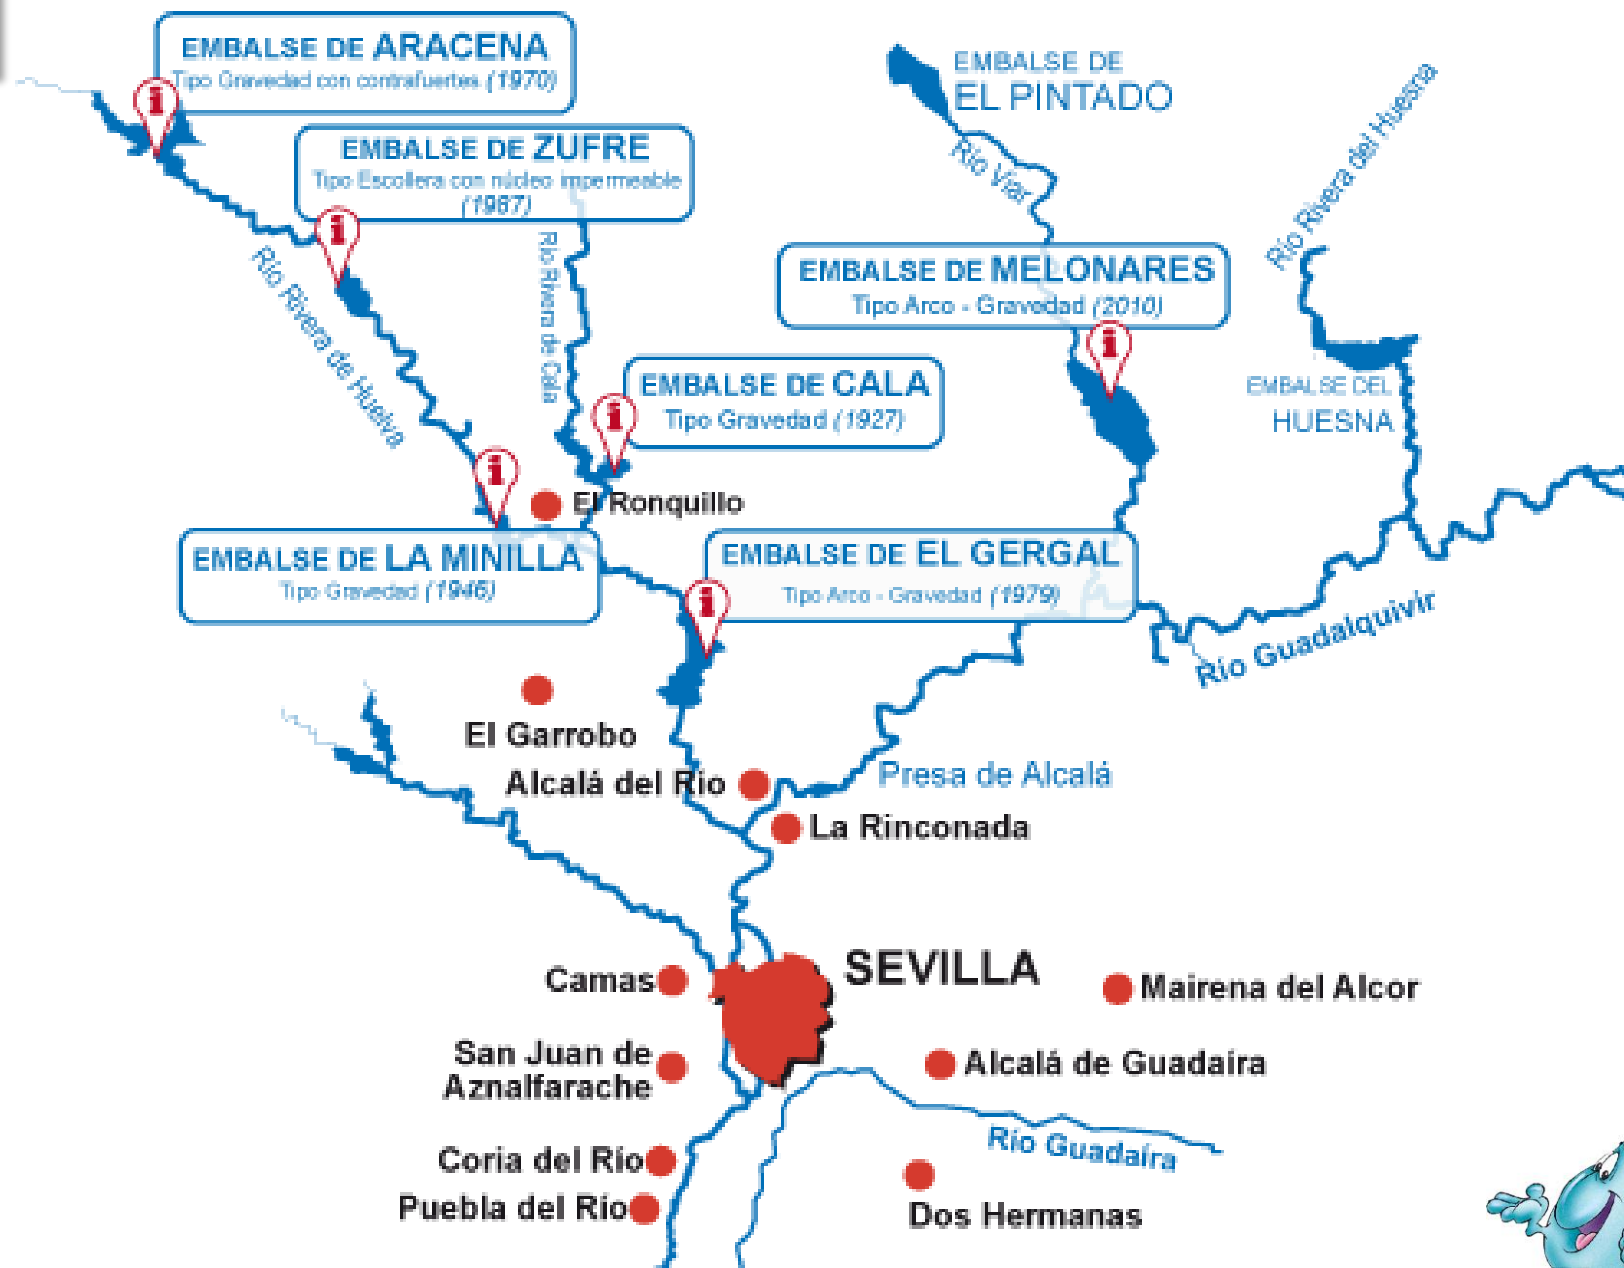 EMBALSE DE ARACENA
Tipo Gravedad con contrafuertes (1970)
EMBALSE DE ZUFRE
Tipo Escollera con núcleo impermeable
(1987)
EMBALSE DE
EL PINTADO
Río Viar
Río Rivera del Huesna
EMBALSE DE MELONARES
Tipo Arco - Gravedad (2010)
Río Rivera de Huelva
Río Rivera de Cala
EMBALSE DE CALA
Tipo Gravedad (1927)
EMBALSE DEL
HUESNA
El Ronquillo
EMBALSE DE LA MINILLA
Tipo Gravedad (1946)
EMBALSE DE EL GERGAL
Tipo Arco - Gravedad (1979)
Río Guadalquivir
El Garrobo
Alcalá del Río
Presa de Alcalá
La Rinconada
SEVILLA
Camas
Mairena del Alcor
San Juan de
Aznalfarache
Alcalá de Guadaira
Río Guadaíra
Coria del Río
Puebla del Río
Dos Hermanas